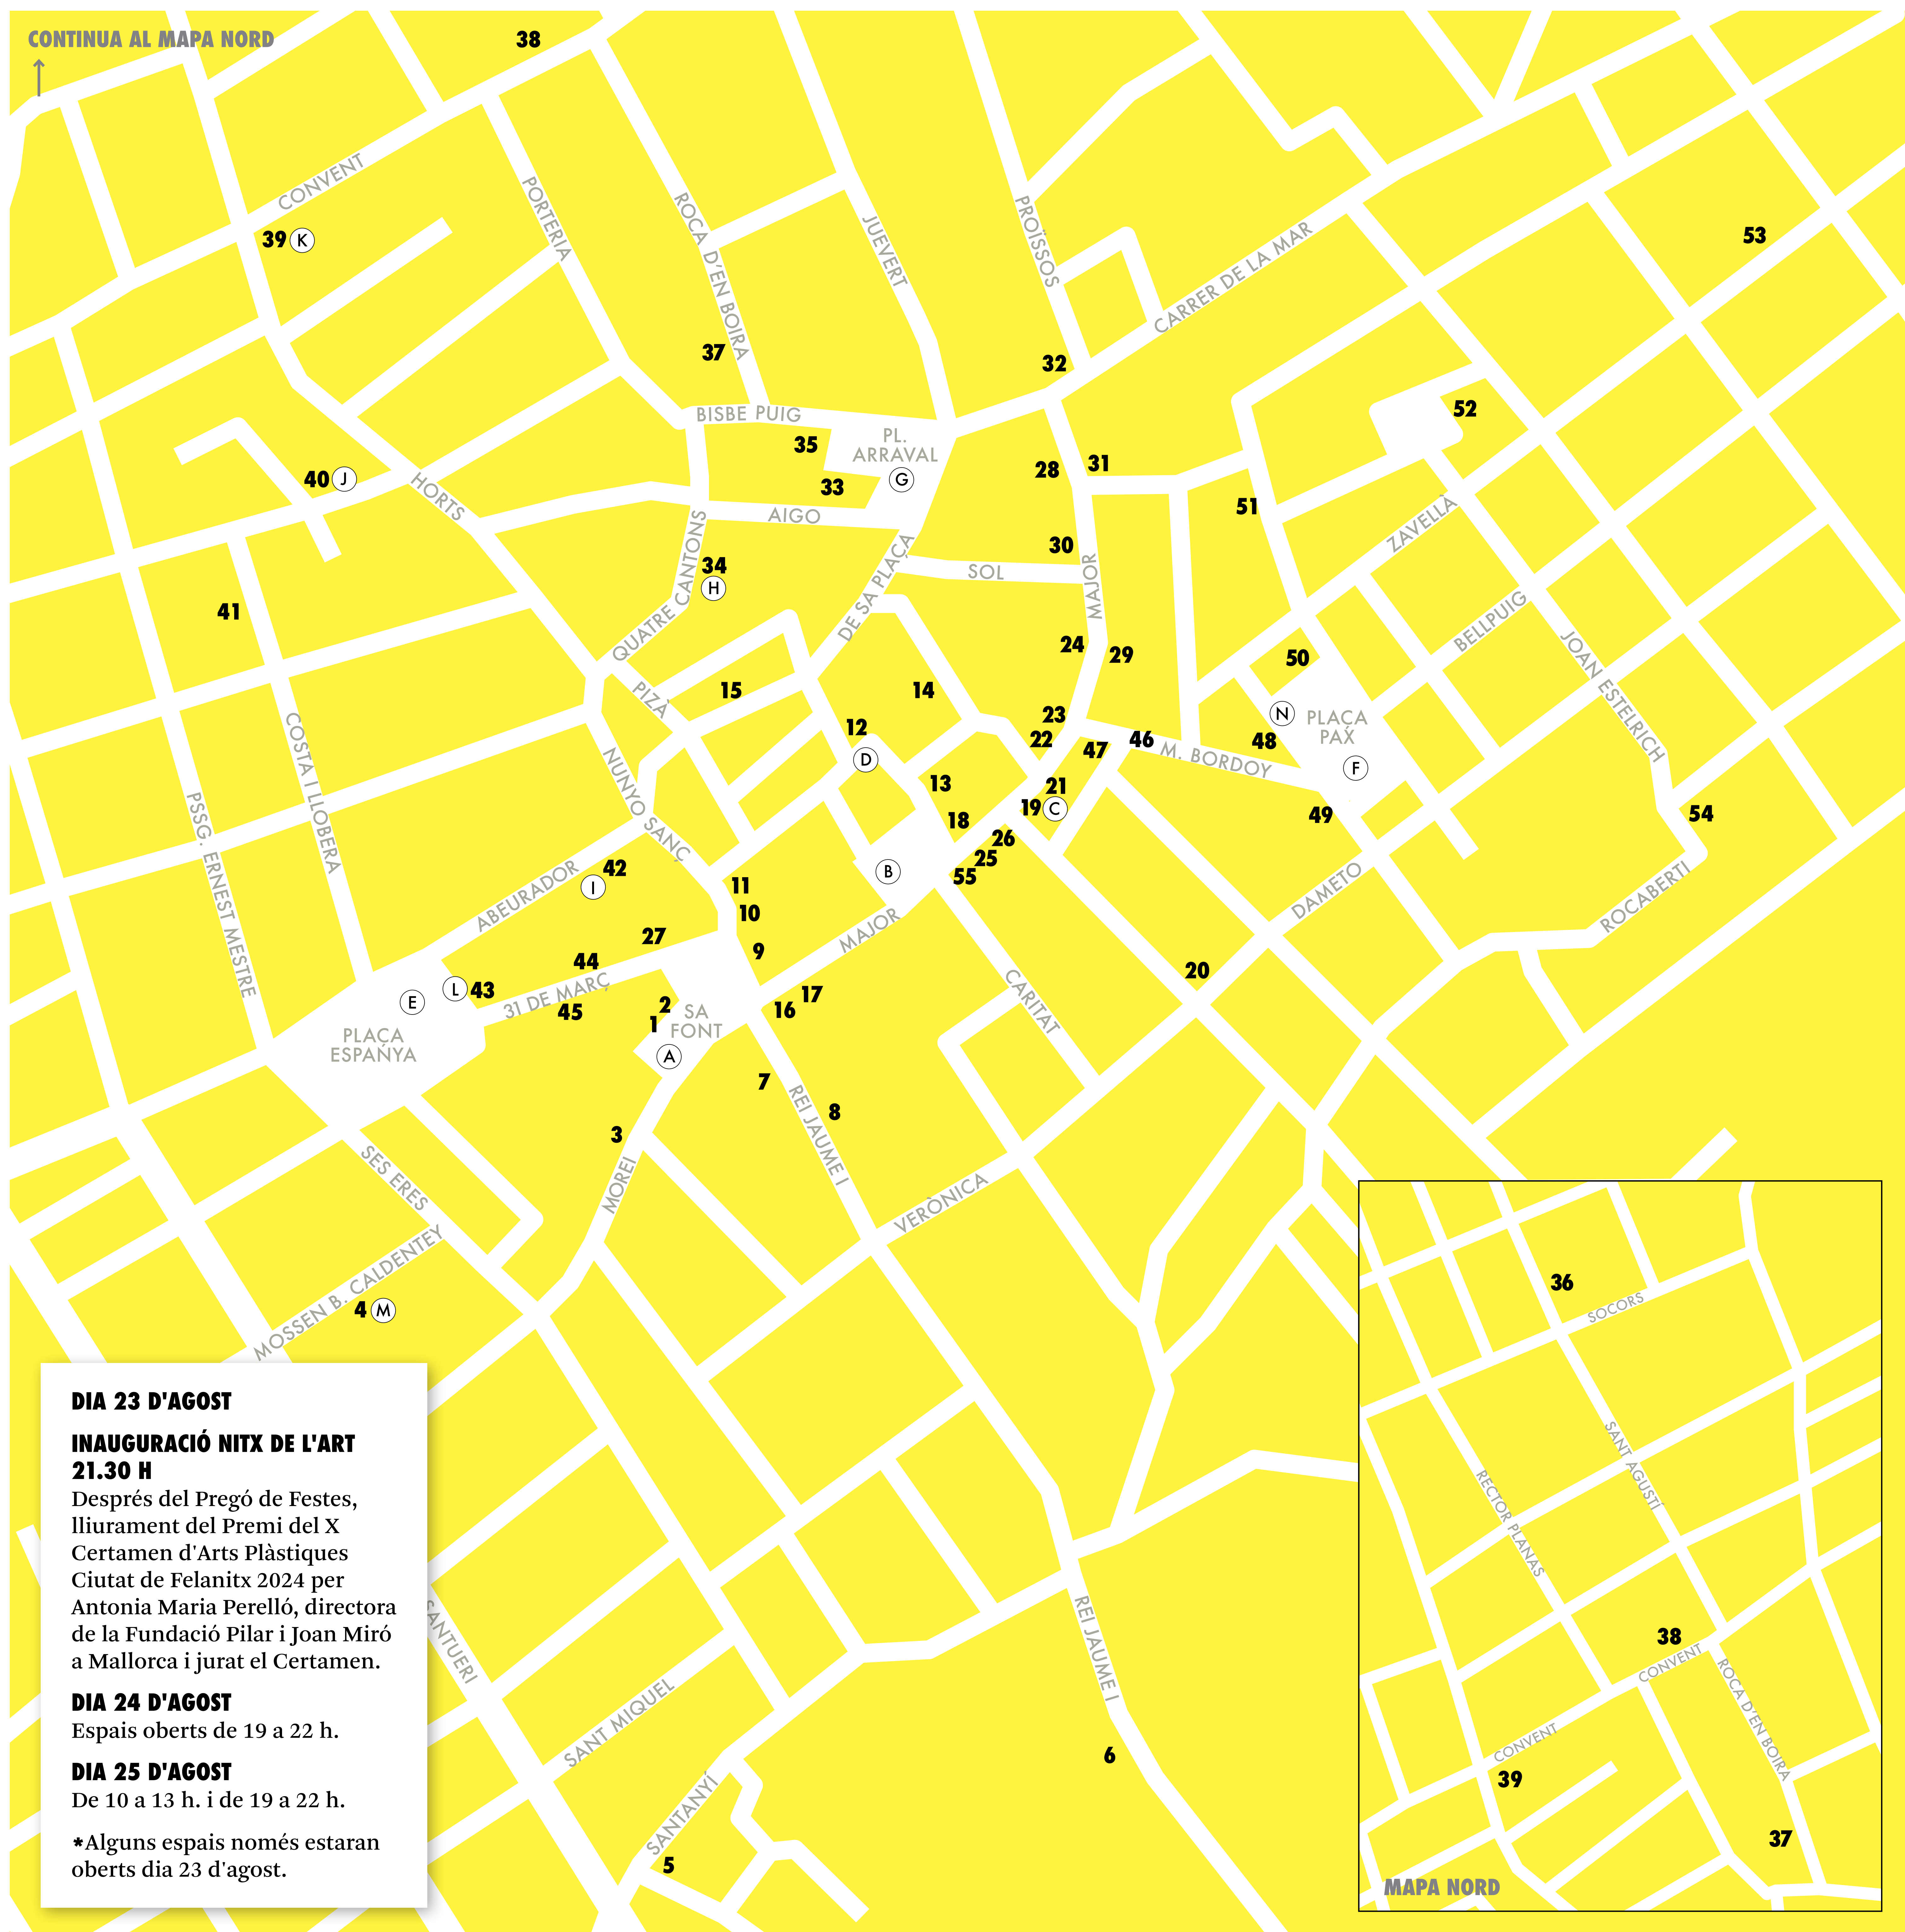 CONTINUA AL MAPA NORD
38
CONVENT
39 K
PORTERIA
ROCA D'EN BOIRA
JUEVERT
PROÏSSOS
CARRER DE LA MAR
53
37
32
BISBE PUIG
35
PL.
ARRAVAL
G
33
AIGO
52
28
31
51
40 J
HORTS
ZAVELLÀ
30
SOL
MAJOR
34
H
QUATRE CANTONS
DE SA PLAÇA
41
BELLPUIG
JOAN ESTELRICH
24
29
50
15
14
PIZÀ
23
N
PLAÇA
PAX
F
12
22
47
46
M. BORDOY
48
D
COSTA I LLOBERA
NUNYO SANÇ
13
21
19 C
49
54
18
PSSG. ERNEST MESTRE
26
25
55
B
ABEURADOR
42
I
11
10
DAMETO
ROCABERTI
27
MAJOR
9
44
20
L 43
E
31 DE MARÇ
45
2
1
SA
FONT
A
16
17
CARITAT
PLAÇA
ESPANYA
7
REI JAUME I
8
3
SES ERES
MOREI
VERÒNICA
MOSSEN B. CALDENTEY
4 M
DIA 23 D'AGOST
INAUGURACIÓ NITX DE L'ART
21.30 H
Després del Pregó de Festes,
lliurament del Premi del X
Certamen d'Arts Plàstiques
Ciutat de Felanitx 2024 per
Antonia Maria Perelló, directora
de la Fundació Pilar i Joan Miró
a Mallorca i jurat el Certamen.
DIA 24 D'AGOST
Espais oberts de 19 a 22 h.
DIA 25 D'AGOST
De 10 a 13 h. i de 19 a 22 h.
*Alguns espais només estaran
oberts dia 23 d'agost.
SANTUERI
SANT MIQUEL
SANTANYÍ
5
REI JAUME I
6
36
SOCORS
SANT AGUSTÍ
RECTOR PLANAS
38
CONVENT
ROCA D'EN BOIRA
CONVENT
39
37
MAPA NORD